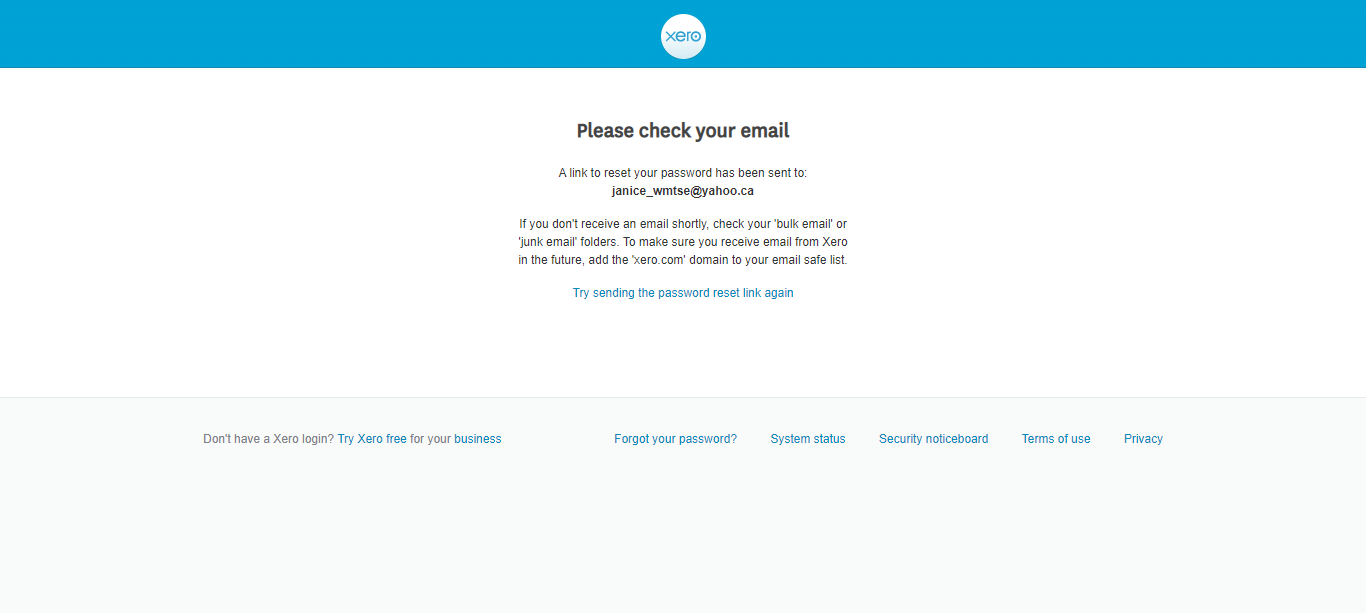 xero
Please check your email
A link to reset your password has been sent to:
janice_wmtse@yahoo.ca
If you don't receive an email shortly, check your 'bulk email' or
'junk email' folders. To make sure you receive email from Xero
in the future, add the 'xero.com' domain to your email safe list.
Try sending the password reset link again
Don't have a Xero login? Try Xero free for your business
Forgot your password?
System status
Security noticeboard
Terms of use
Privacy